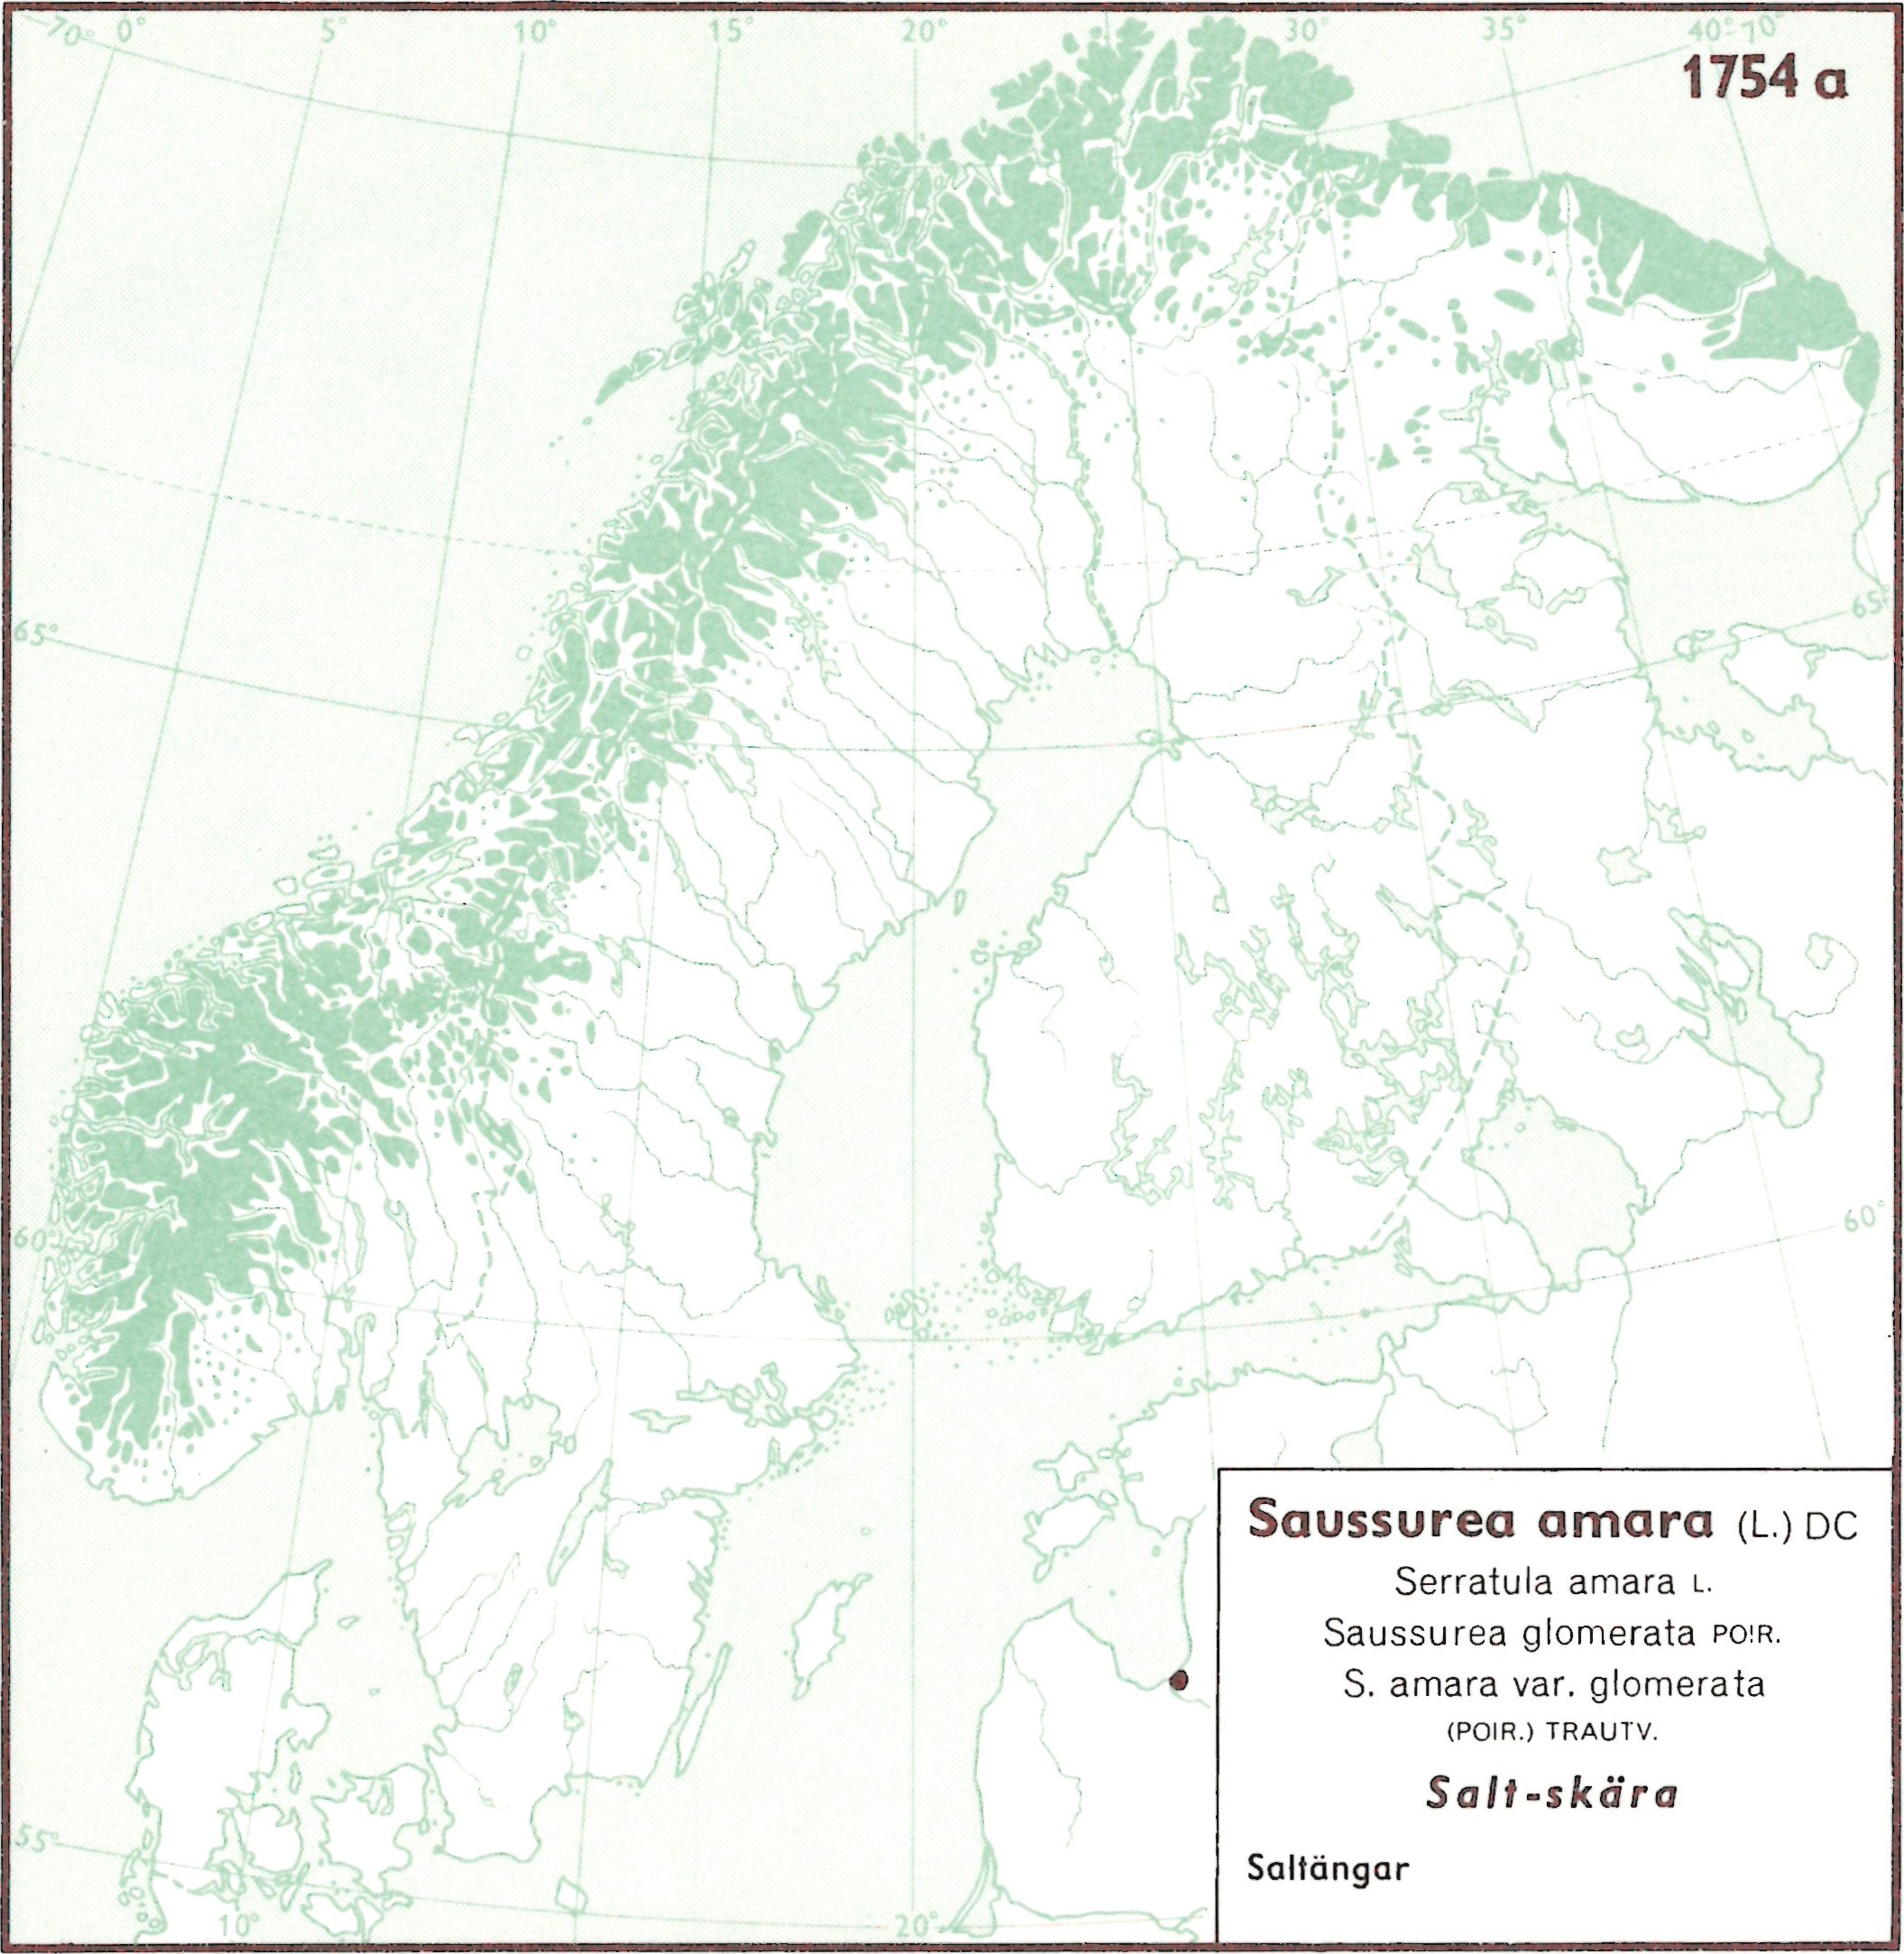 70° 0° 5° 10° 15° 20° 30° 35° 40° 70°
1754 a
65°
65°
60°
60°
55°
10°
20°
Saussurea amara (L.) DC
Serratula amara L.
Saussurea glomerata POIR.
S. amara var. glomerata
(POIR.) TRAUTV.
Salt-skära
Saltängar